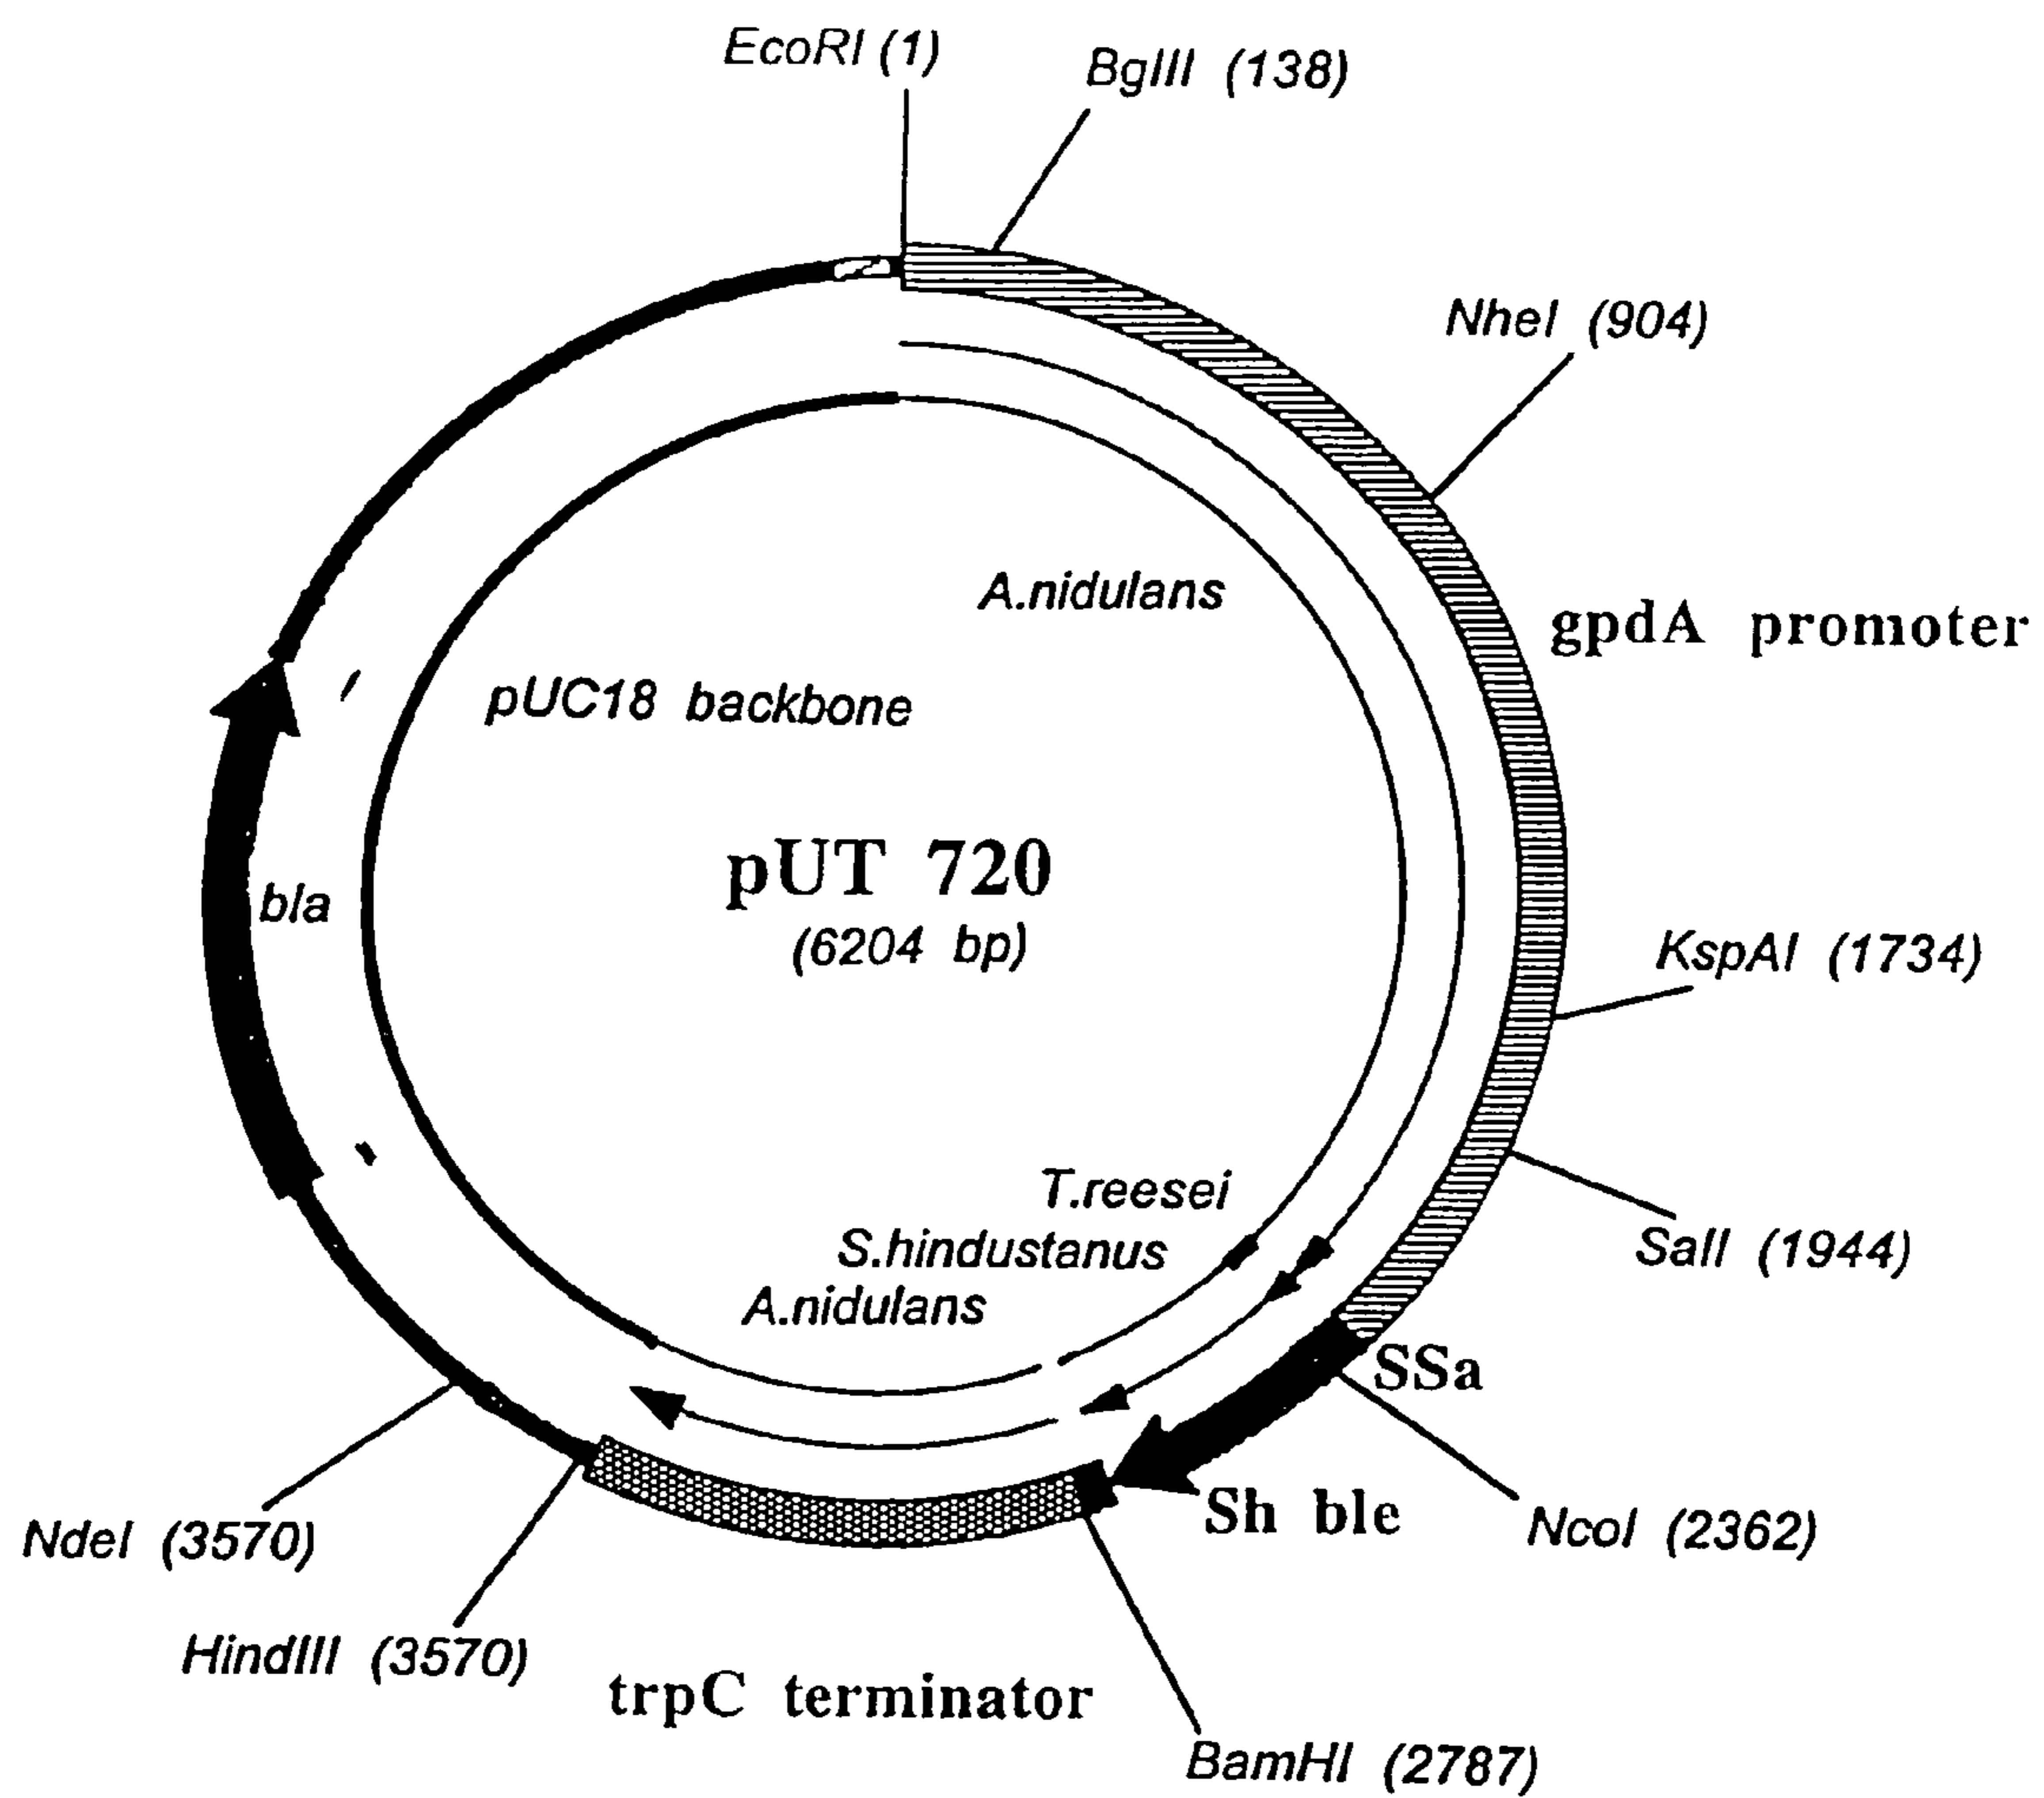 EcoRI (1)
BglII (138)
NheI (904)
A.nidulans
gpdA promoter
pUC18 backbone
pUT 720
bla
(6204 bp)
KspAI (1734)
T.reesei
S.hindustanus
SalI (1944)
A.nidulans
SSa
Sh ble
NcoI (2362)
NdeI (3570)
HindIII (3570)
trpC terminator
BamHI (2787)